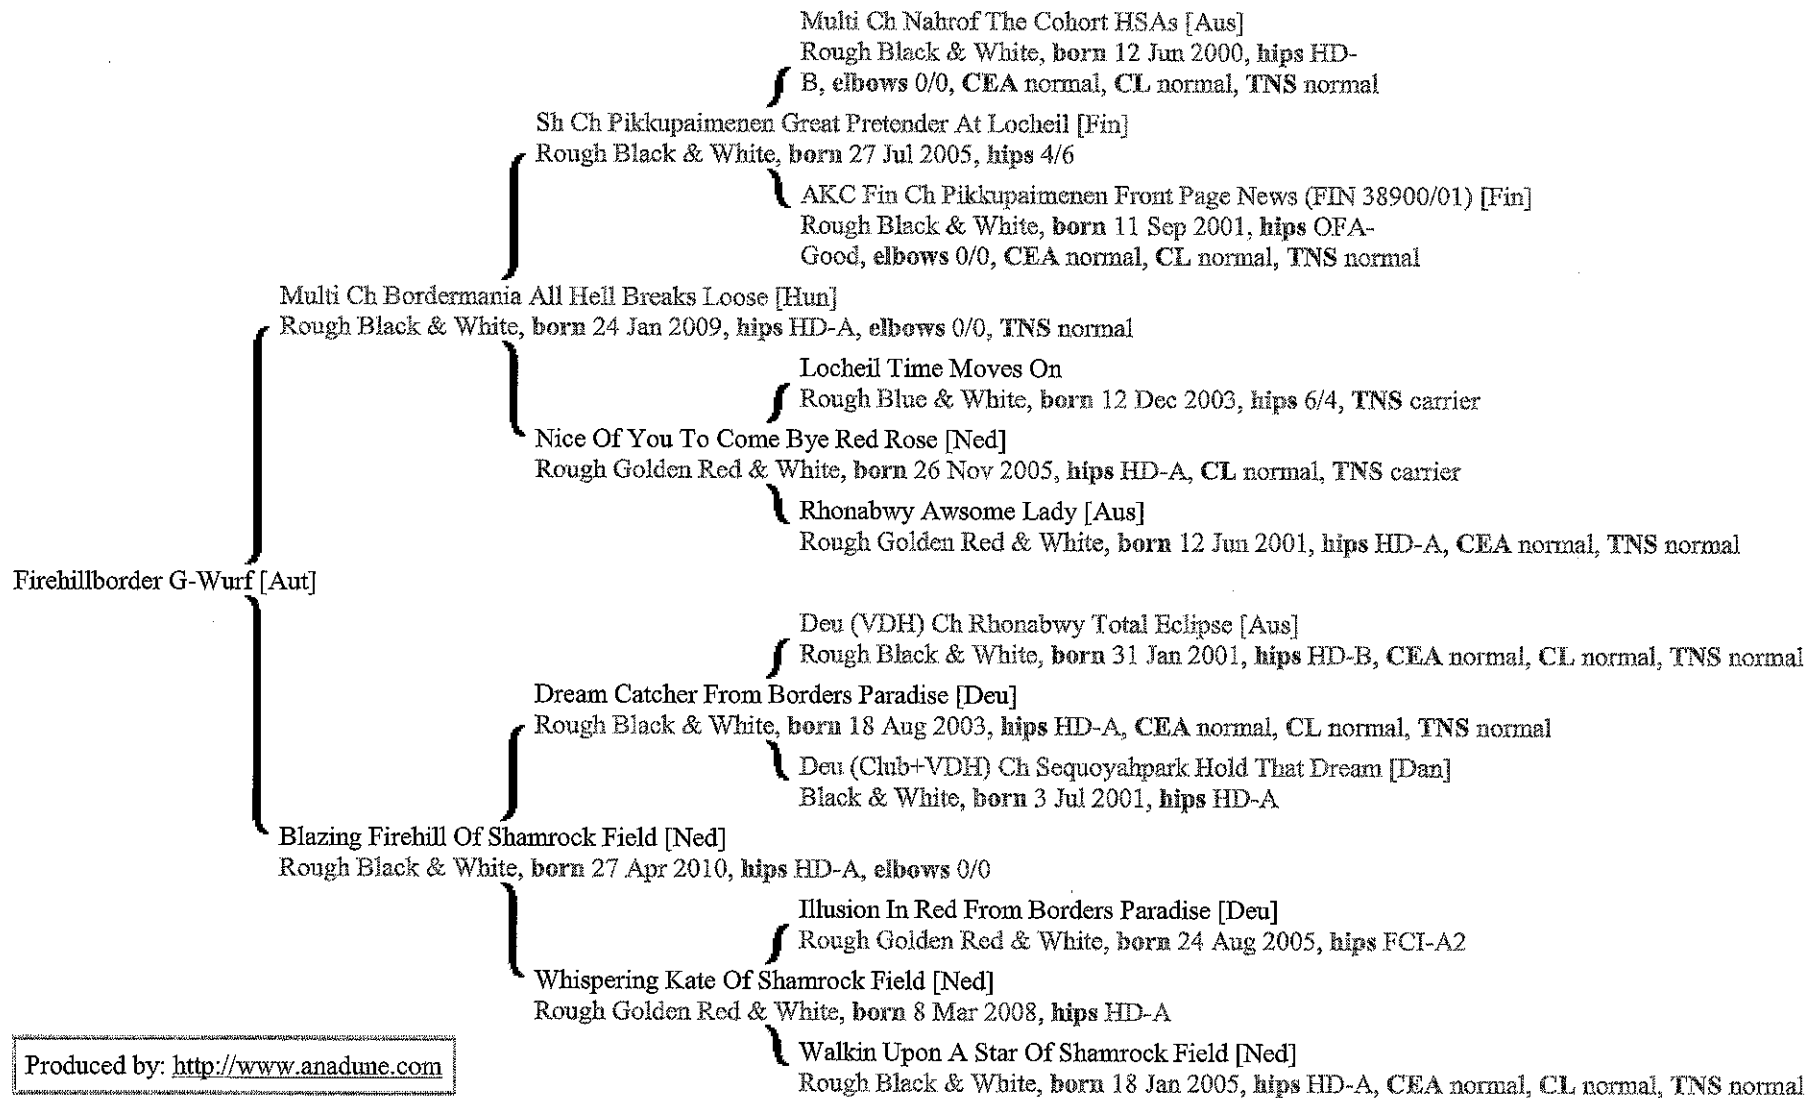 Multi Ch Nahrof The Cohort HSAs [Aus]
Rough Black & White, born 12 Jun 2000, hips HD-
B, elbows 0/0, CEA normal, CL normal, TNS normal
Sh Ch Pikkupaimenen Great Pretender At Locheil [Fin]
Rough Black & White, born 27 Jul 2005, hips 4/6
AKC Fin Ch Pikkupaimenen Front Page News (FIN 38900/01) [Fin]
Rough Black & White, born 11 Sep 2001, hips OFA-
Good, elbows 0/0, CEA normal, CL normal, TNS normal
Multi Ch Bordermania All Hell Breaks Loose [Hun]
Rough Black & White, born 24 Jan 2009, hips HD-A, elbows 0/0, TNS normal
Locheil Time Moves On
Rough Blue & White, born 12 Dec 2003, hips 6/4, TNS carrier
Nice Of You To Come Bye Red Rose [Ned]
Rough Golden Red & White, born 26 Nov 2005, hips HD-A, CL normal, TNS carrier
Rhonabwy Awsome Lady [Aus]
Rough Golden Red & White, born 12 Jun 2001, hips HD-A, CEA normal, TNS normal
Firehillborder G-Wurf [Aut]
Deu (VDH) Ch Rhonabwy Total Eclipse [Aus]
Rough Black & White, born 31 Jan 2001, hips HD-B, CEA normal, CL normal, TNS normal
Dream Catcher From Borders Paradise [Deu]
Rough Black & White, born 18 Aug 2003, hips HD-A, CEA normal, CL normal, TNS normal
Deu (Club+VDH) Ch Sequoyahpark Hold That Dream [Dan]
Black & White, born 3 Jul 2001, hips HD-A
Blazing Firehill Of Shamrock Field [Ned]
Rough Black & White, born 27 Apr 2010, hips HD-A, elbows 0/0
Illusion In Red From Borders Paradise [Deu]
Rough Golden Red & White, born 24 Aug 2005, hips FCI-A2
Whispering Kate Of Shamrock Field [Ned]
Rough Golden Red & White, born 8 Mar 2008, hips HD-A
Walkin Upon A Star Of Shamrock Field [Ned]
Rough Black & White, born 18 Jan 2005, hips HD-A, CEA normal, CL normal, TNS normal
Produced by: http://www.anadune.com